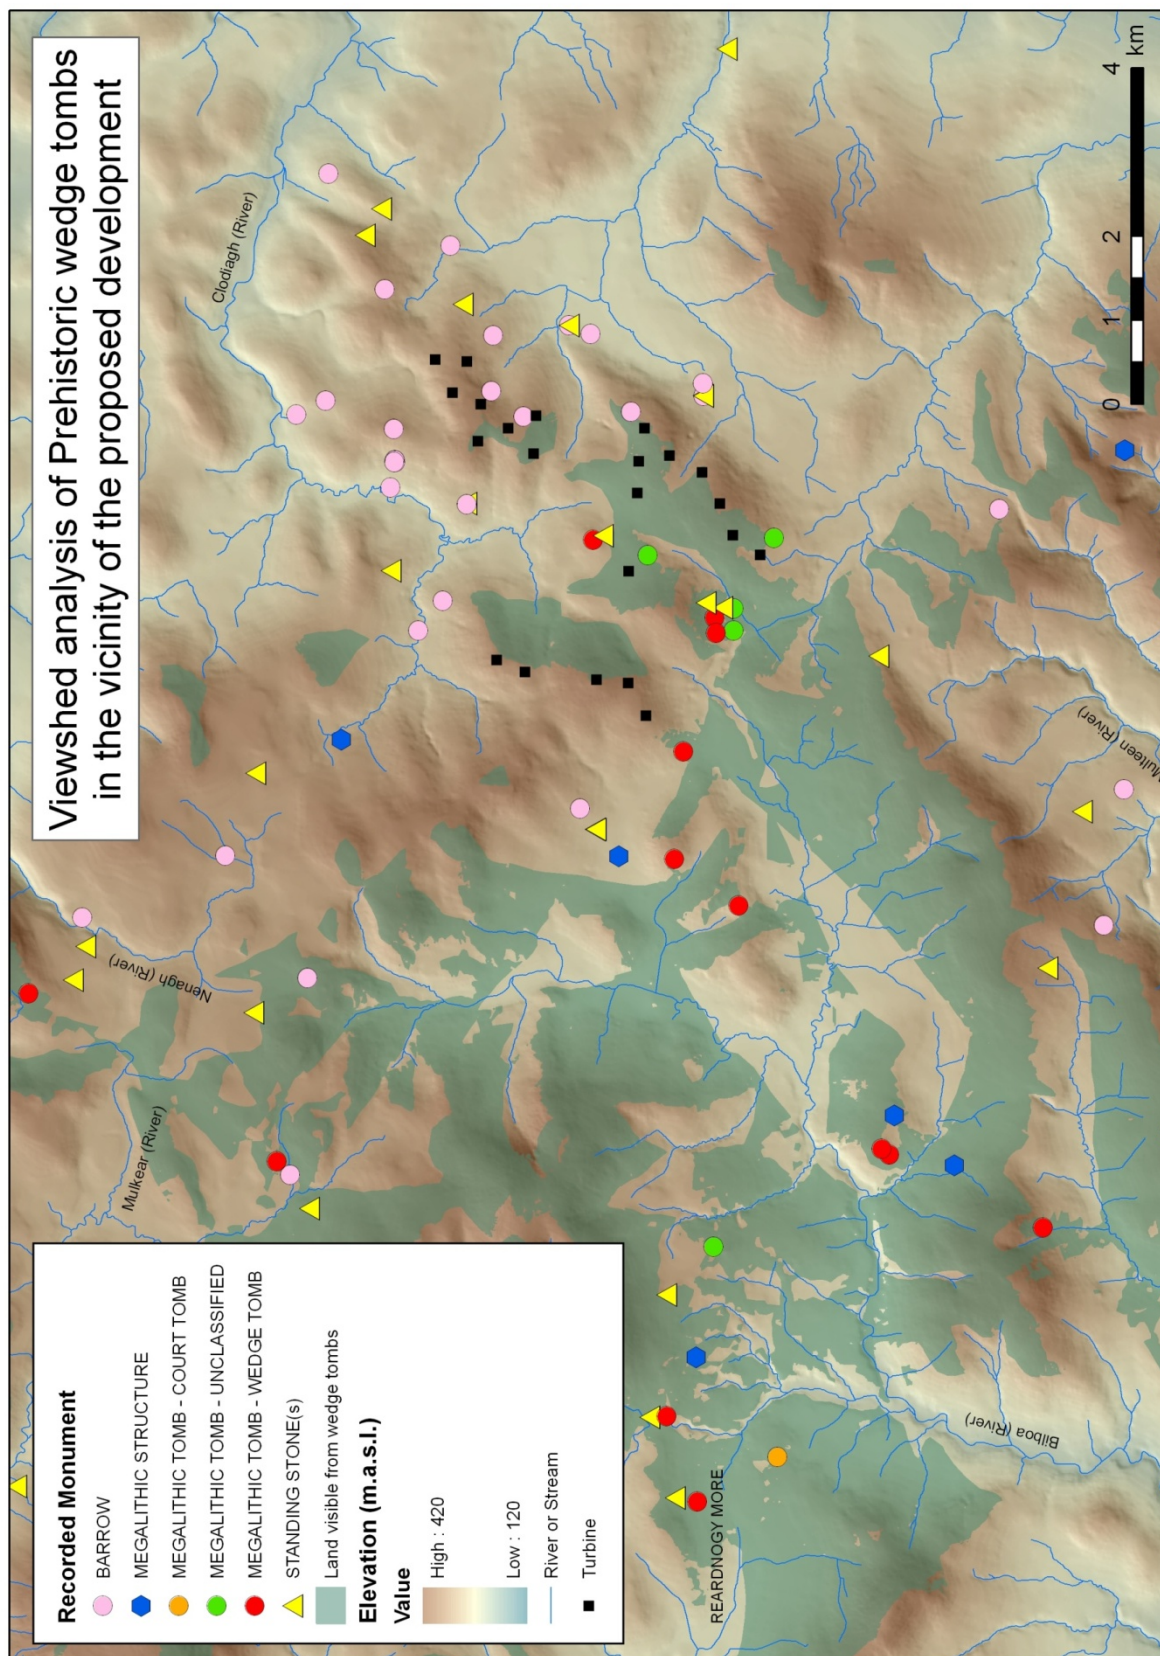 Viewshed analysis of Prehistoric wedge tombs
in the vicinity of the proposed development
Clodiagh (River)
Nenagh (River)
Mulkear (River)
Multeen (River)
Bilboa (River)
REARDNOGY MORE
Recorded Monument
BARROW
MEGALITHIC STRUCTURE
MEGALITHIC TOMB - COURT TOMB
MEGALITHIC TOMB - UNCLASSIFIED
MEGALITHIC TOMB - WEDGE TOMB
STANDING STONE(s)
Land visible from wedge tombs
Elevation (m.a.s.l.)
Value
High : 420
Low : 120
River or Stream
Turbine
0 1 2 4
km